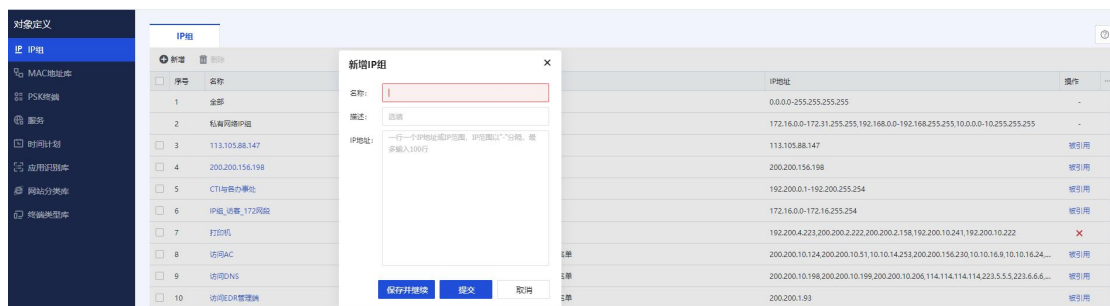 对象定义
IP组
IP IP组
新增 删除
新增IP组
MAC地址库
序号 名称 IP地址 操作
名称:
PSK终端
1 全部 0.0.0.0-255.255.255.255 -
描述: 选填
服务
2 私有网络IP组 172.16.0.0-172.31.255.255,192.168.0.0-192.168.255.255,10.0.0.0-10.255.255.255 -
IP地址: 一行一个IP地址或IP范围，IP范围以"-"分隔，最多输入100行
时间计划
3 113.105.88.147 113.105.88.147 被引用
应用识别库
4 200.200.156.198 200.200.156.198 被引用
网站分类库
5 CTI与各办事处 192.200.0.1-192.200.255.254 被引用
终端类型库
6 IP组_访客_172网段 172.16.0.0-172.16.255.254 被引用
7 打印机 192.200.4.223,200.200.2.222,200.200.2.158,192.200.10.241,192.200.10.222
8 访问AC 名单 200.200.10.124,200.200.10.51,10.10.14.253,200.200.156.230,10.10.16.9,10.10.16.24,... 被引用
9 访问DNS 名单 200.200.10.198,200.200.10.199,200.200.10.206,114.114.114.114,223.5.5.5,223.6.6.6,... 被引用
保存并继续 提交 取消
10 访问EDR管理端 名单 200.200.1.93 被引用